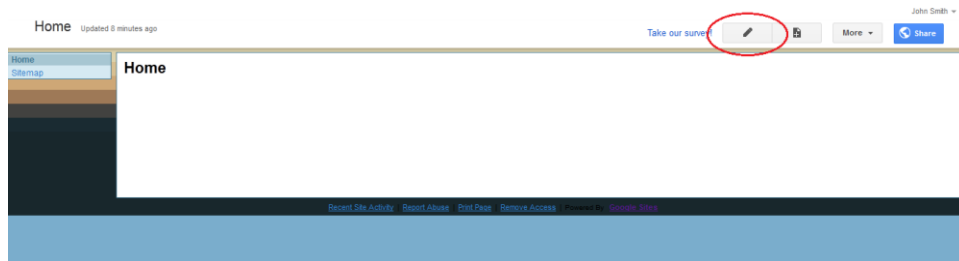 John Smith
Home Updated 8 minutes ago
Take our survey! More Share
Home
Sitemap
Home
Recent Site Activity | Report Abuse | Print Page | Remove Access | Powered By Google Sites